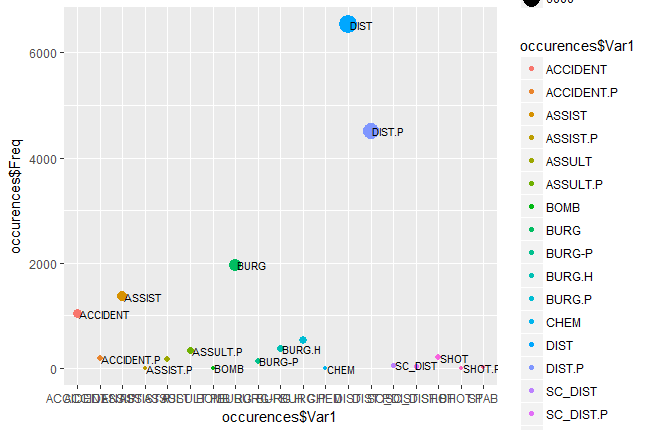 6000
occurences$Var1
ACCIDENT
ACCIDENT.P
ASSIST
ASSIST.P
ASSULT
ASSULT.P
BOMB
BURG
BURG-P
BURG.H
BURG.P
CHEM
DIST
DIST.P
SC_DIST
SC_DIST.P
occurences$Freq
6000
4000
2000
0
DIST
DIST.P
BURG
ASSIST
ACCIDENT
ACCIDENT.P
ASSIST.P
ASSULT.P
BOMB
BURG-P
BURG.H
CHEM
SC_DIST
SHOT
SHOT.P
occurences$Var1